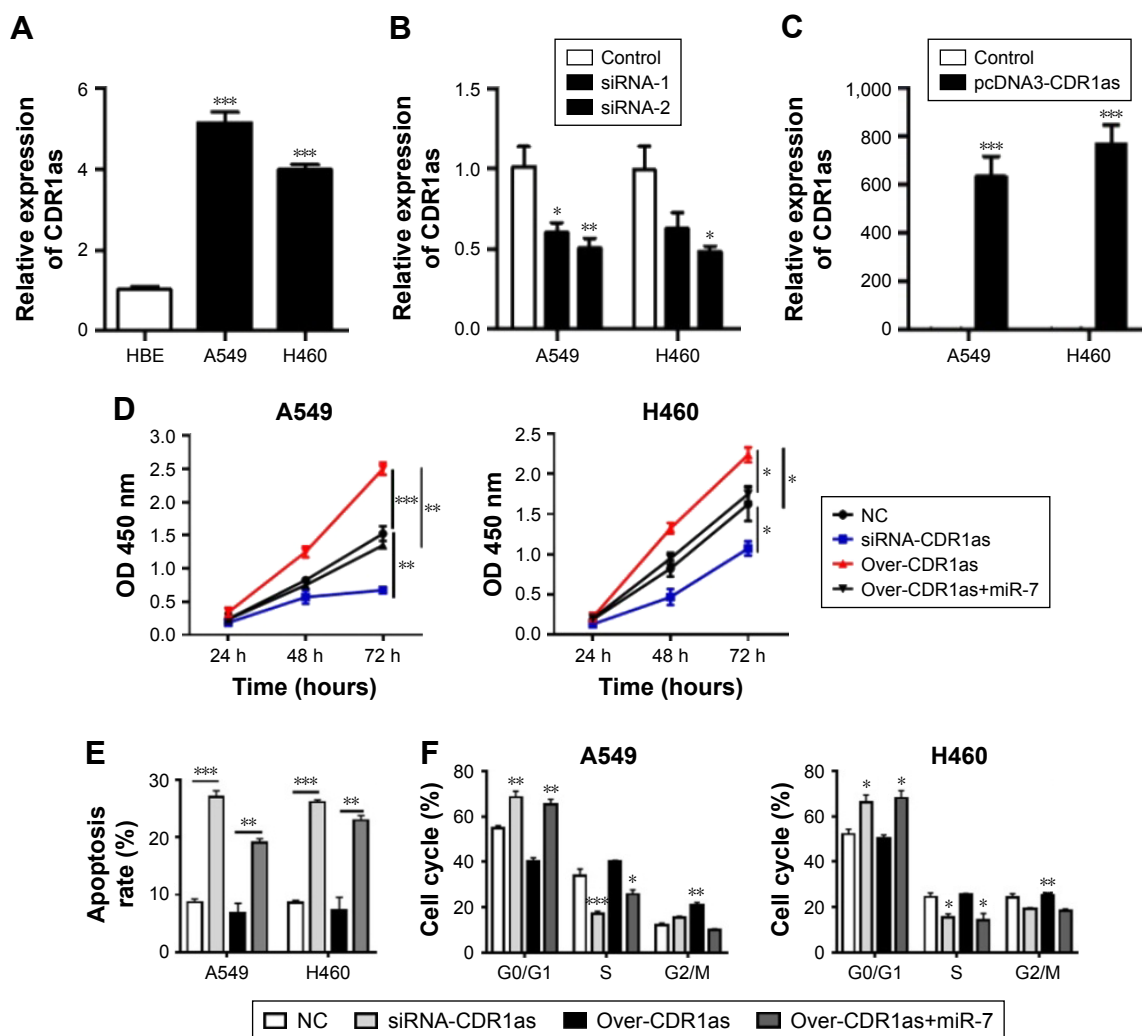 A
Relative expression
of CDR1as
6
4
2
0
***
***
HBE
A549
H460
B
Control
siRNA-1
siRNA-2
Relative expression
of CDR1as
1.5
1.0
0.5
0.0
*
**
*
A549
H460
C
Control
pcDNA3-CDR1as
Relative expression
of CDR1as
1,000
800
600
400
200
0
***
***
A549
H460
D
A549
OD 450 nm
3.0
2.5
2.0
1.5
1.0
0.5
0.0
***
**
**
24 h
48 h
72 h
Time (hours)
H460
OD 450 nm
2.5
2.0
1.5
1.0
0.5
0.0
*
*
*
24 h
48 h
72 h
Time (hours)
NC
siRNA-CDR1as
Over-CDR1as
Over-CDR1as+miR-7
E
Apoptosis
rate (%)
30
20
10
0
***
**
***
**
A549
H460
F
A549
Cell cycle (%)
80
60
40
20
0
**
**
***
*
**
G0/G1
S
G2/M
H460
Cell cycle (%)
80
60
40
20
0
*
*
*
*
**
G0/G1
S
G2/M
NC
siRNA-CDR1as
Over-CDR1as
Over-CDR1as+miR-7